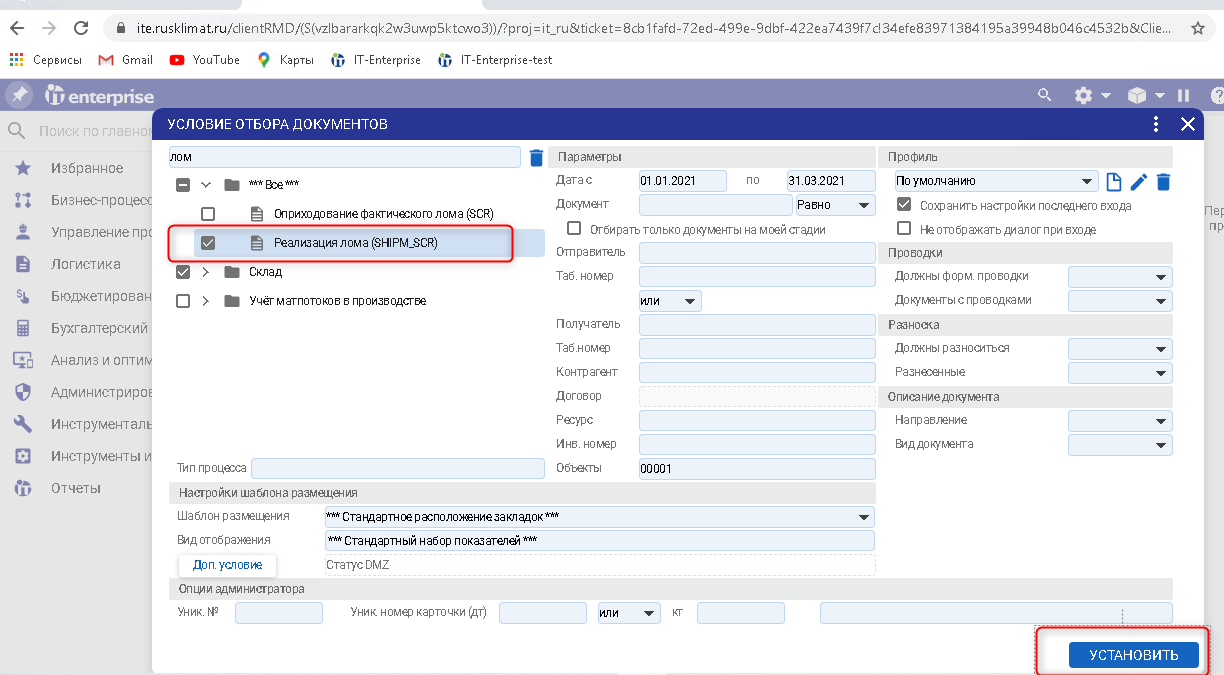 ite.rusklimat.ru/clientRMD/(S(vzlbararkqk2w3uwp5ktcwo3))/?proj=it_ru&ticket=8cb1fafd-72ed-499e-9dbf-422ea7439f7cl34efe83971384195a39948b046c4532b&Clie...
Сервисы Gmail YouTube Карты IT-Enterprise IT-Enterprise-test
enterprise
Поиск по главном
УСЛОВИЕ ОТБОРА ДОКУМЕНТОВ
Избранное
Бизнес-процесс
Управление про
Логистика
Бюджетирован
Бухгалтерский
Анализ и оптим
Администриров
Инструменталь
Инструменты и
Отчеты
лом
*** Все ***
Оприходование фактического лома (SCR)
Реализация лома (SHIPM_SCR)
Склад
Учёт матпотоков в производстве
Тип процесса
Параметры
Дата с 01.01.2021 по 31.03.2021
Документ Равно
Отбирать только документы на моей стадии
Отправитель
Таб. номер
или
Получатель
Таб.номер
Контрагент
Договор
Ресурс
Инв. номер
Объекты 00001
Профиль
По умолчанию
Сохранить настройки последнего входа
Не отображать диалог при входе
Проводки
Должны форм. проводки
Документы с проводками
Разноска
Должны разноситься
Разнесенные
Описание документа
Направление
Вид документа
Пер
пр
Настройки шаблона размещения
Шаблон размещения *** Стандартное расположение закладок ***
Вид отображения *** Стандартный набор показателей ***
Доп. условие Статус DMZ
Опции администратора
Уник. № Уник. номер карточки (дт) или кт
УСТАНОВИТЬ